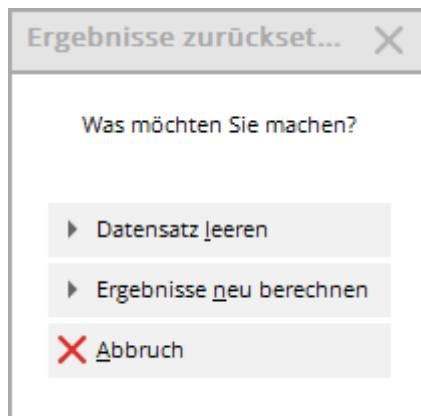 Ergebnisse zurückset...
Was möchten Sie machen?
Datensatz leeren
Ergebnisse neu berechnen
Abbruch